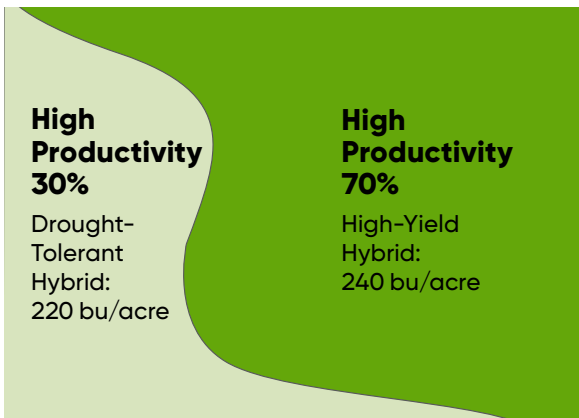 High
Productivity
30%
Drought-
Tolerant
Hybrid:
220 bu/acre
High
Productivity
70%
High-Yield
Hybrid:
240 bu/acre